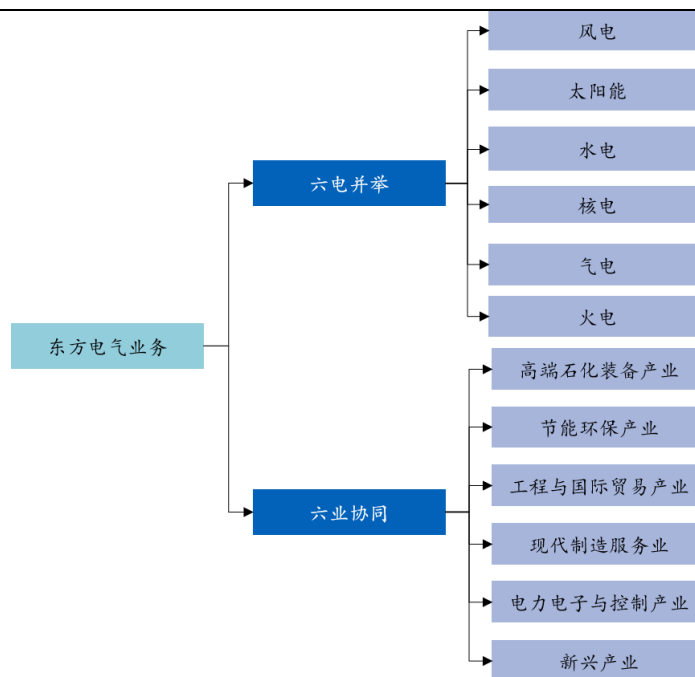 东方电气业务
六电并举
风电
太阳能
水电
核电
气电
火电
六业协同
高端石化装备产业
节能环保产业
工程与国际贸易产业
现代制造服务业
电力电子与控制产业
新兴产业